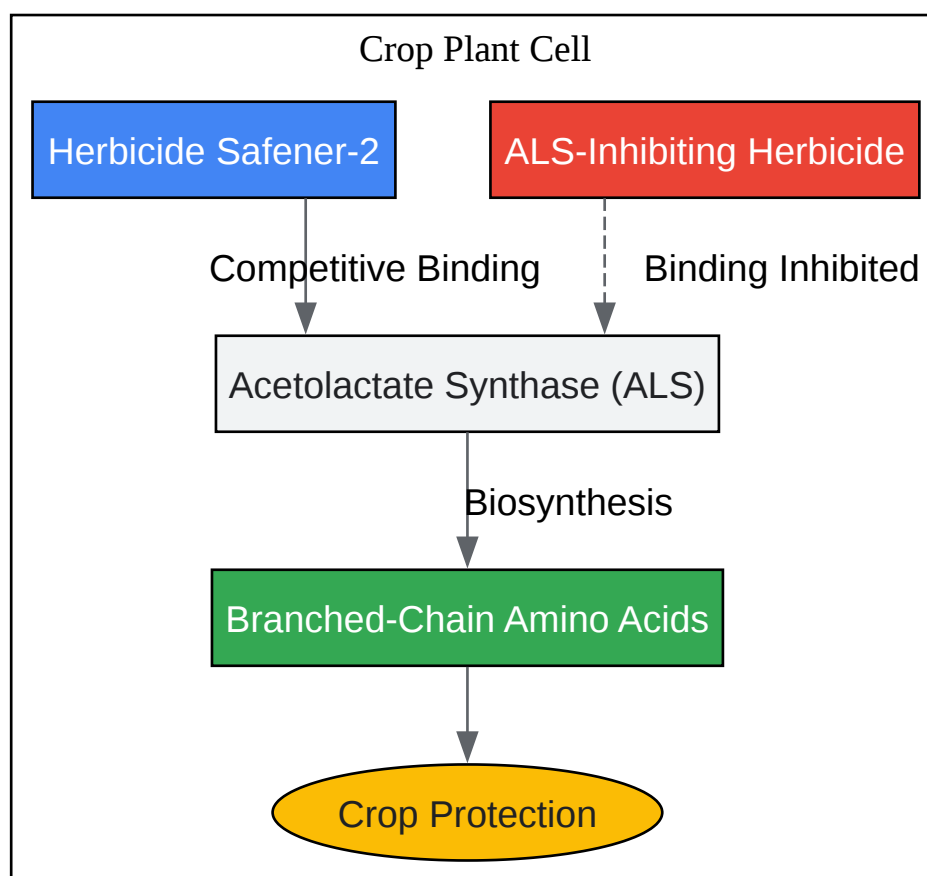 Crop Plant Cell
Herbicide Safener-2
ALS-Inhibiting Herbicide
Competitive Binding
Binding Inhibited
Acetolactate Synthase (ALS)
Biosynthesis
Branched-Chain Amino Acids
Crop Protection